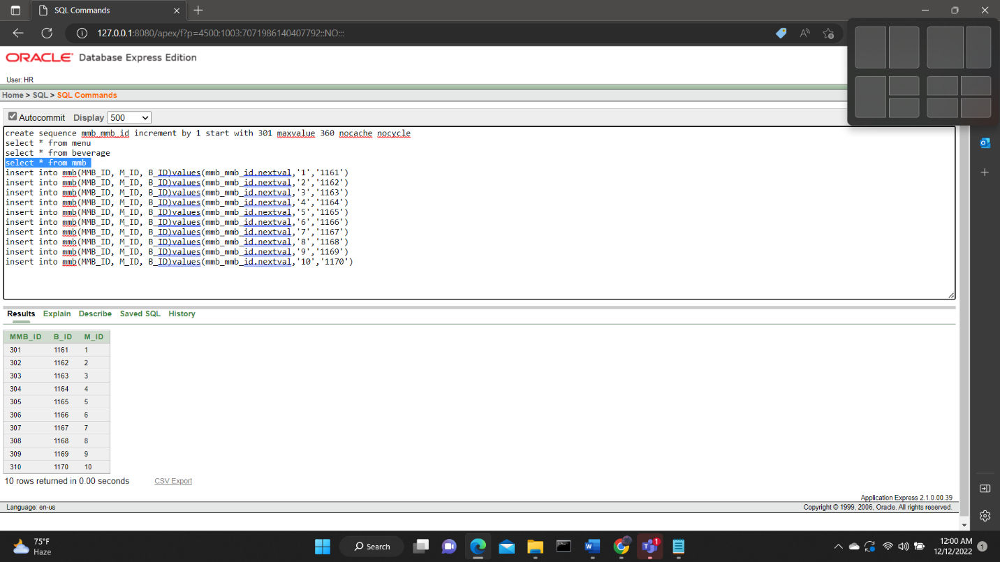 SQL Commands
127.0.0.1:8080/apex/f?p=4500:1003:7071986140407792::NO:::
ORACLE Database Express Edition
User: HR
Home > SQL > SQL Commands
Autocommit Display 500
create sequence mmb_mmb_id increment by 1 start with 301 maxvalue 360 nocache nocycle
select * from menu
select * from beverage
select * from mmb
insert into mmb(MMB_ID, M_ID, B_ID)values(mmb_mmb_id.nextval,'1','1161')
insert into mmb(MMB_ID, M_ID, B_ID)values(mmb_mmb_id.nextval,'2','1162')
insert into mmb(MMB_ID, M_ID, B_ID)values(mmb_mmb_id.nextval,'3','1163')
insert into mmb(MMB_ID, M_ID, B_ID)values(mmb_mmb_id.nextval,'4','1164')
insert into mmb(MMB_ID, M_ID, B_ID)values(mmb_mmb_id.nextval,'5','1165')
insert into mmb(MMB_ID, M_ID, B_ID)values(mmb_mmb_id.nextval,'6','1166')
insert into mmb(MMB_ID, M_ID, B_ID)values(mmb_mmb_id.nextval,'7','1167')
insert into mmb(MMB_ID, M_ID, B_ID)values(mmb_mmb_id.nextval,'8','1168')
insert into mmb(MMB_ID, M_ID, B_ID)values(mmb_mmb_id.nextval,'9','1169')
insert into mmb(MMB_ID, M_ID, B_ID)values(mmb_mmb_id.nextval,'10','1170')
Results Explain Describe Saved SQL History
MMB_ID B_ID M_ID
301 1161 1
302 1162 2
303 1163 3
304 1164 4
305 1165 5
306 1166 6
307 1167 7
308 1168 8
309 1169 9
310 1170 10
10 rows returned in 0.00 seconds CSV Export
Application Express 2.1.0.00.39
Language: en-us Copyright © 1999, 2006, Oracle. All rights reserved.
75°F
Haze
Search
1
12:00 AM
12/12/2022
1